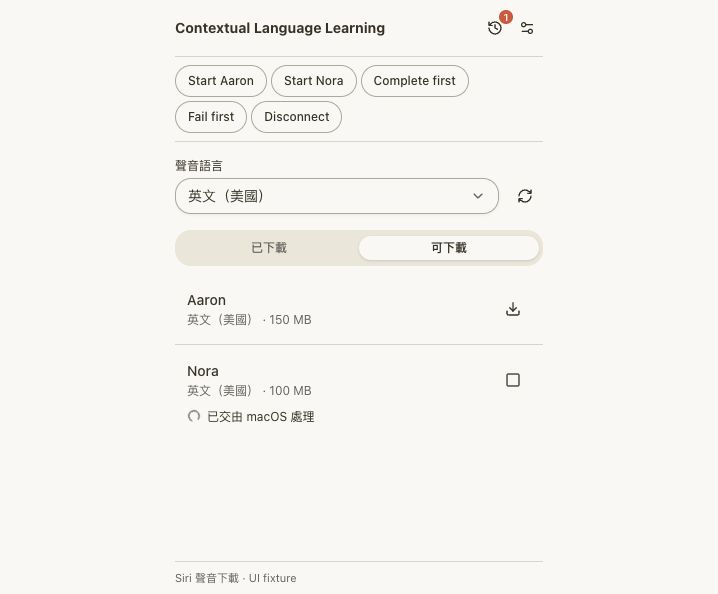 Contextual Language Learning
1
Start Aaron
Start Nora
Complete first
Fail first
Disconnect
聲音語言
英文（美國）
已下載
可下載
Aaron
英文（美國） · 150 MB
Nora
英文（美國） · 100 MB
已交由 macOS 處理
Siri 聲音下載 · UI fixture